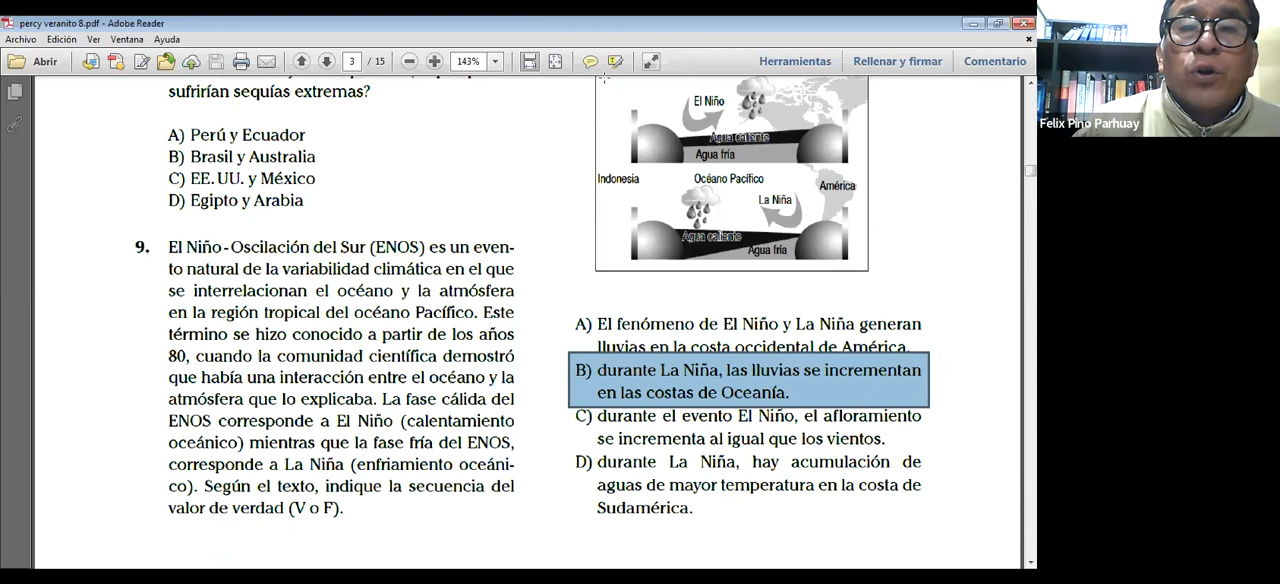 percy veranito 8.pdf - Adobe Reader
Archivo Edición Ver Ventana Ayuda
Abrir 3 / 15 143% Herramientas Rellenar y firmar Comentario
sufrirían sequías extremas?
A) Perú y Ecuador
B) Brasil y Australia
C) EE. UU. y México
D) Egipto y Arabia
9. El Niño - Oscilación del Sur (ENOS) es un even-
to natural de la variabilidad climática en el que
se interrelacionan el océano y la atmósfera
en la región tropical del océano Pacífico. Este
término se hizo conocido a partir de los años
80, cuando la comunidad científica demostró
que había una interacción entre el océano y la
atmósfera que lo explicaba. La fase cálida del
ENOS corresponde a El Niño (calentamiento
oceánico) mientras que la fase fría del ENOS,
corresponde a La Niña (enfriamiento oceáni-
co). Según el texto, indique la secuencia del
valor de verdad (V o F).
El Niño
Agua caliente
Agua fría
Indonesia
Océano Pacífico
América
La Niña
Agua caliente
Agua fría
A) El fenómeno de El Niño y La Niña generan
lluvias en la costa occidental de América.
B) durante La Niña, las lluvias se incrementan
en las costas de Oceanía.
C) durante el evento El Niño, el afloramiento
se incrementa al igual que los vientos.
D) durante La Niña, hay acumulación de
aguas de mayor temperatura en la costa de
Sudamérica.
Felix Pino Parhuay